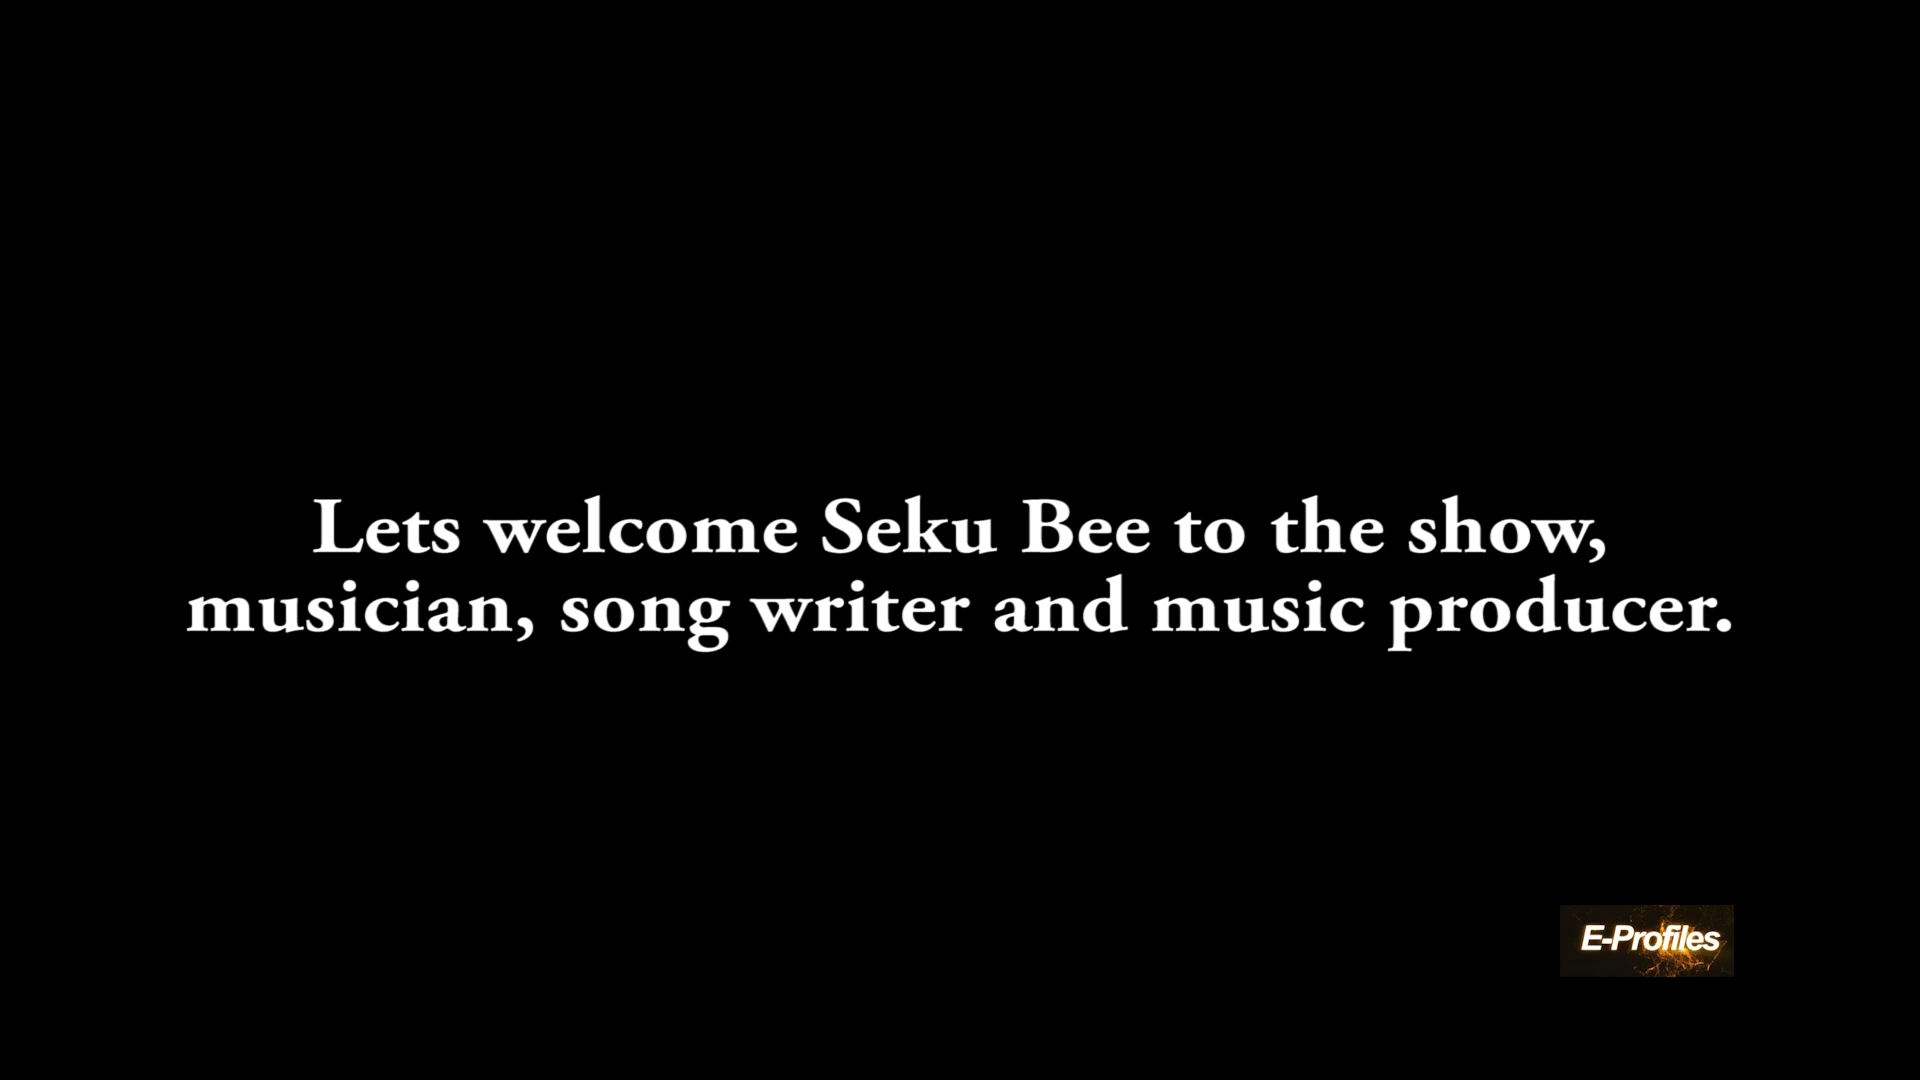 Lets welcome Seku Bee to the show,
musician, song writer and music producer.
E-Profiles